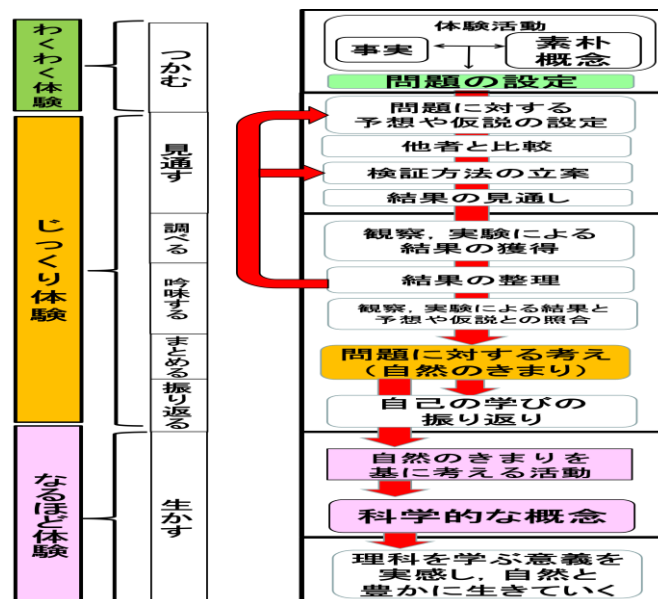 わくわく体験
じっくり体験
なるほど体験
つかむ
見通す
調べる
吟味する
まとめる
振り返る
生かす
体験活動
事実
素朴
概念
問題の設定
問題に対する
予想や仮説の設定
他者と比較
検証方法の立案
結果の見通し
観察，実験による
結果の獲得
結果の整理
観察，実験による結果と
予想や仮説との照合
問題に対する考え
（自然のきまり）
自己の学びの
振り返り
自然のきまりを
基に考える活動
科学的な概念
理科を学ぶ意義を
実感し，自然と
豊かに生きていく